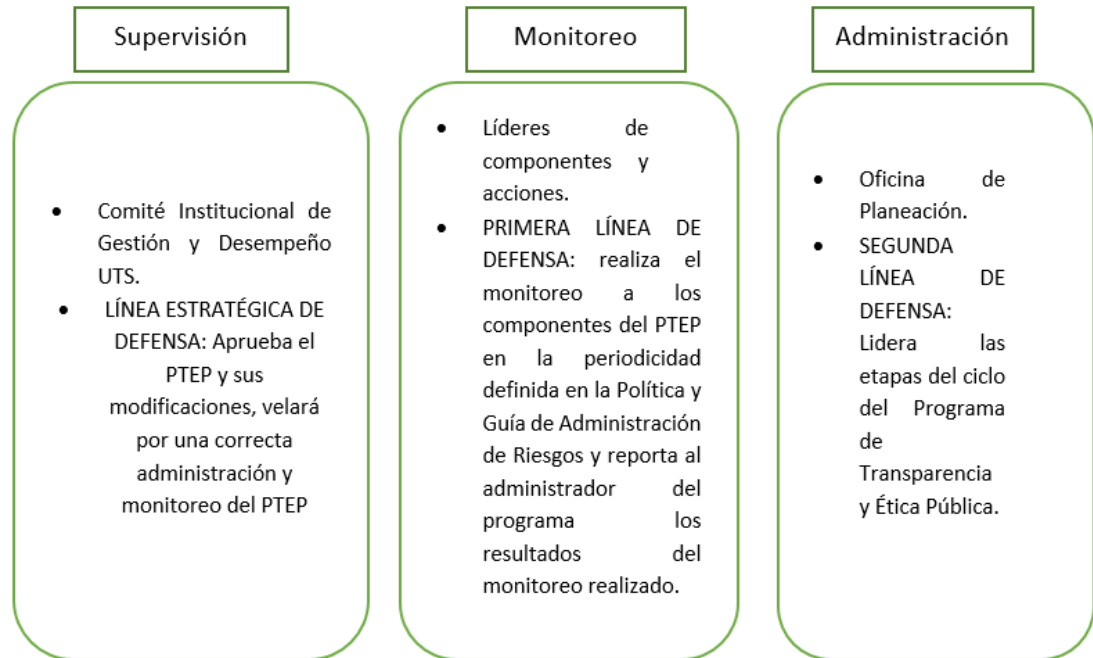 Supervisión
• Comité Institucional de
Gestión y Desempeño
UTS.
• LÍNEA ESTRATÉGICA DE
DEFENSA: Aprueba el
PTEP y sus
modificaciones, velará
por una correcta
administración y
monitoreo del PTEP
Monitoreo
• Líderes de
componentes y
acciones.
• PRIMERA LÍNEA DE
DEFENSA: realiza el
monitoreo a los
componentes del PTEP
en la periodicidad
definida en la Política y
Guía de Administración
de Riesgos y reporta al
administrador del
programa los
resultados del
monitoreo realizado.
Administración
• Oficina de
Planeación.
• SEGUNDA
LÍNEA DE
DEFENSA:
Lidera las
etapas del ciclo
del Programa
de
Transparencia
y Ética Pública.